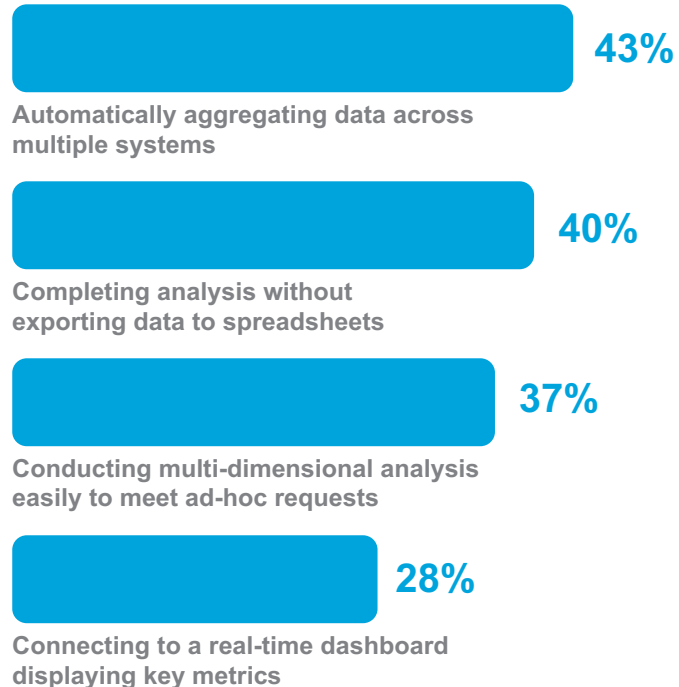 43%
Automatically aggregating data across
multiple systems
40%
Completing analysis without
exporting data to spreadsheets
37%
Conducting multi-dimensional analysis
easily to meet ad-hoc requests
28%
Connecting to a real-time dashboard
displaying key metrics